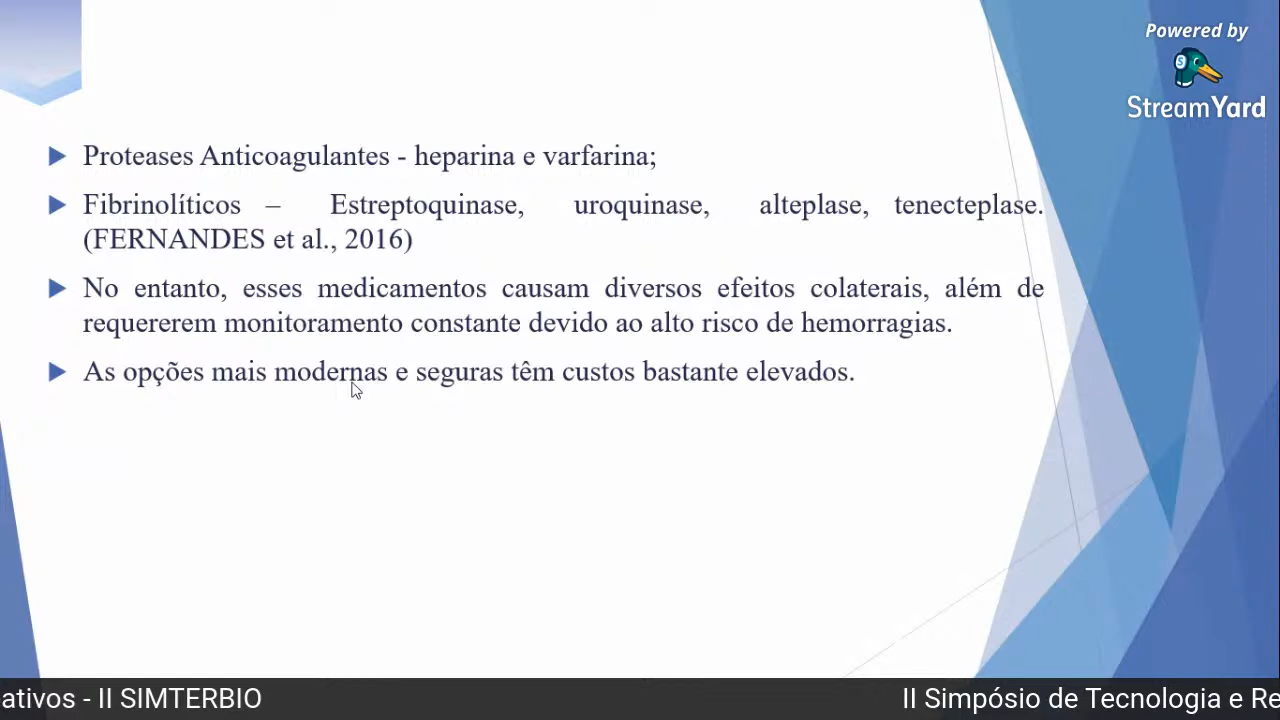 Powered by
StreamYard
Proteases Anticoagulantes - heparina e varfarina;
Fibrinolíticos – Estreptoquinase, uroquinase, alteplase, tenecteplase.
(FERNANDES et al., 2016)
No entanto, esses medicamentos causam diversos efeitos colaterais, além de
requererem monitoramento constante devido ao alto risco de hemorragias.
As opções mais modernas e seguras têm custos bastante elevados.
ativos - II SIMTERBIO II Simpósio de Tecnologia e Re